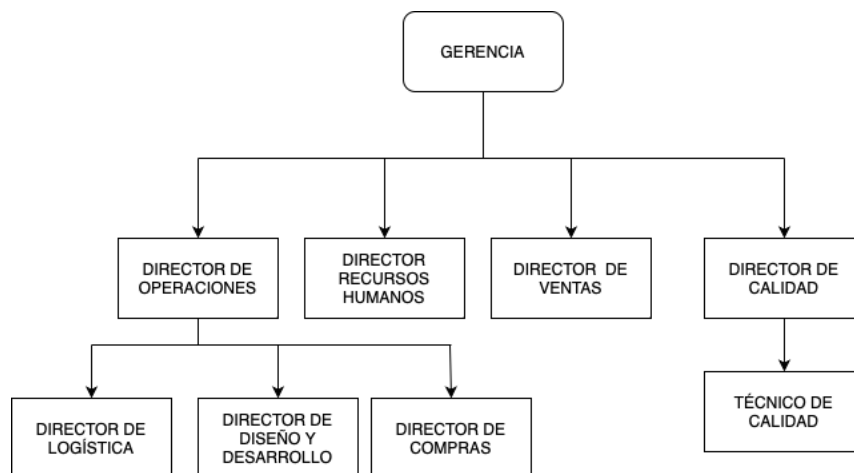 GERENCIA
DIRECTOR DE
OPERACIONES
DIRECTOR
RECURSOS
HUMANOS
DIRECTOR DE
VENTAS
DIRECTOR DE
CALIDAD
DIRECTOR DE
LOGÍSTICA
DIRECTOR DE
DISEÑO Y
DESARROLLO
DIRECTOR DE
COMPRAS
TÉCNICO DE
CALIDAD